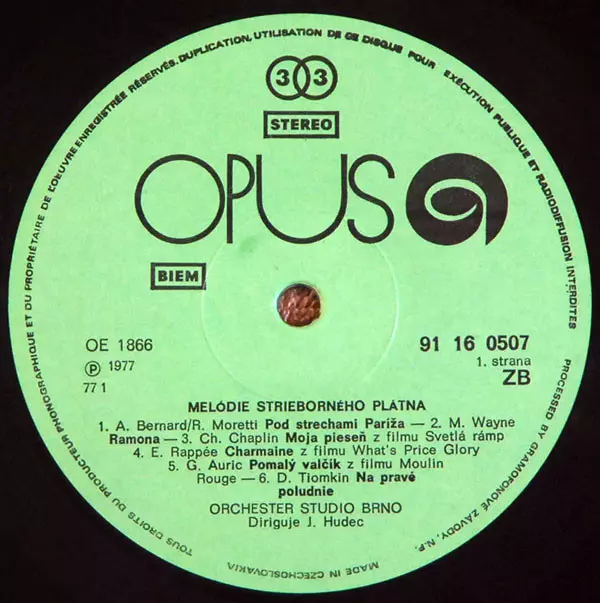 TOUS DROITS DU PRODUCTEUR PHONOGRAPHIQUE ET DU PROPRIÉTAIRE DE L'OEUVRE ENREGISTRÉE RÉSERVÉS. DUPLICATION, UTILISATION DE CE DISQUE POUR EXÉCUTION PUBLIQUE ET RADIODIFFUSION INTERDITES
33
STEREO
OPUS
BIEM
OE 1866
Ⓟ 1977
77 1
91 16 0507
1. strana
ZB
MELÓDIE STRIEBORNÉHO PLÁTNA
1. A. Bernard/R. Moretti Pod strechami Paríža — 2. M. Wayne
Ramona — 3. Ch. Chaplin Moja pieseň z filmu Svetlá rámp
4. E. Rappée Charmaine z filmu What's Price Glory
5. G. Auric Pomalý valčík z filmu Moulin
Rouge — 6. D. Tiomkin Na pravé
poludnie
ORCHESTER STUDIO BRNO
Diriguje J. Hudec
PROCESSED BY GRAMOFONOVÉ ZÁVODY, N.P.
MADE IN CZECHOSLOVAKIA